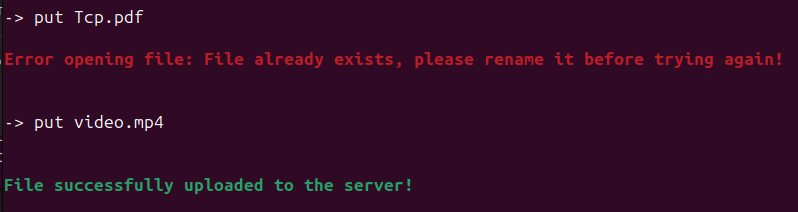 -> put Tcp.pdf
Error opening file: File already exists, please rename it before trying again!
-> put video.mp4
File successfully uploaded to the server!